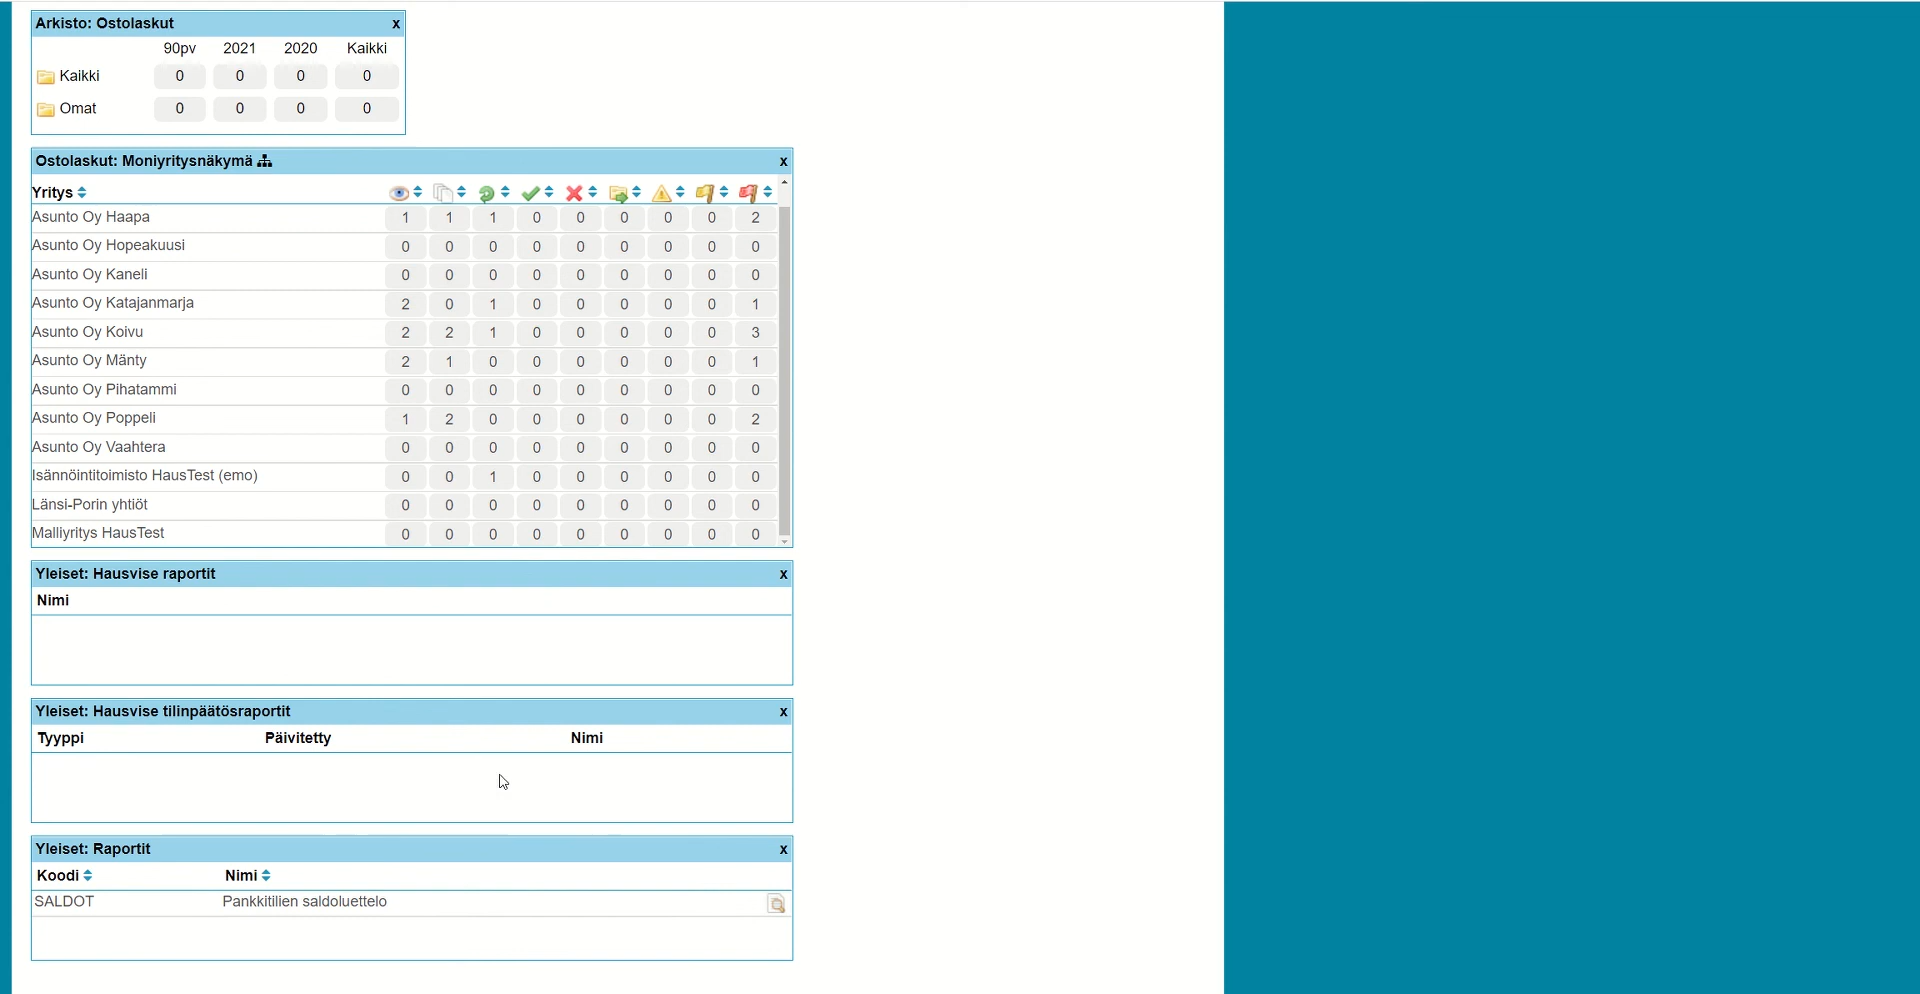 Arkisto: Ostolaskut x
90pv 2021 2020 Kaikki
Kaikki 0 0 0 0
Omat 0 0 0 0
Ostolaskut: Moniyritysnäkymä x
Yritys
Asunto Oy Haapa 1 1 1 0 0 0 0 0 2
Asunto Oy Hopeakuusi 0 0 0 0 0 0 0 0 0
Asunto Oy Kaneli 0 0 0 0 0 0 0 0 0
Asunto Oy Katajanmarja 2 0 1 0 0 0 0 0 1
Asunto Oy Koivu 2 2 1 0 0 0 0 0 3
Asunto Oy Mänty 2 1 0 0 0 0 0 0 1
Asunto Oy Pihatammi 0 0 0 0 0 0 0 0 0
Asunto Oy Poppeli 1 2 0 0 0 0 0 0 2
Asunto Oy Vaahtera 0 0 0 0 0 0 0 0 0
Isännöintitoimisto HausTest (emo) 0 0 1 0 0 0 0 0 0
Länsi-Porin yhtiöt 0 0 0 0 0 0 0 0 0
Malliyritys HausTest 0 0 0 0 0 0 0 0 0
Yleiset: Hausvise raportit x
Nimi
Yleiset: Hausvise tilinpäätösraportit x
Tyyppi Päivitetty Nimi
Yleiset: Raportit x
Koodi Nimi
SALDOT Pankkitilien saldoluettelo